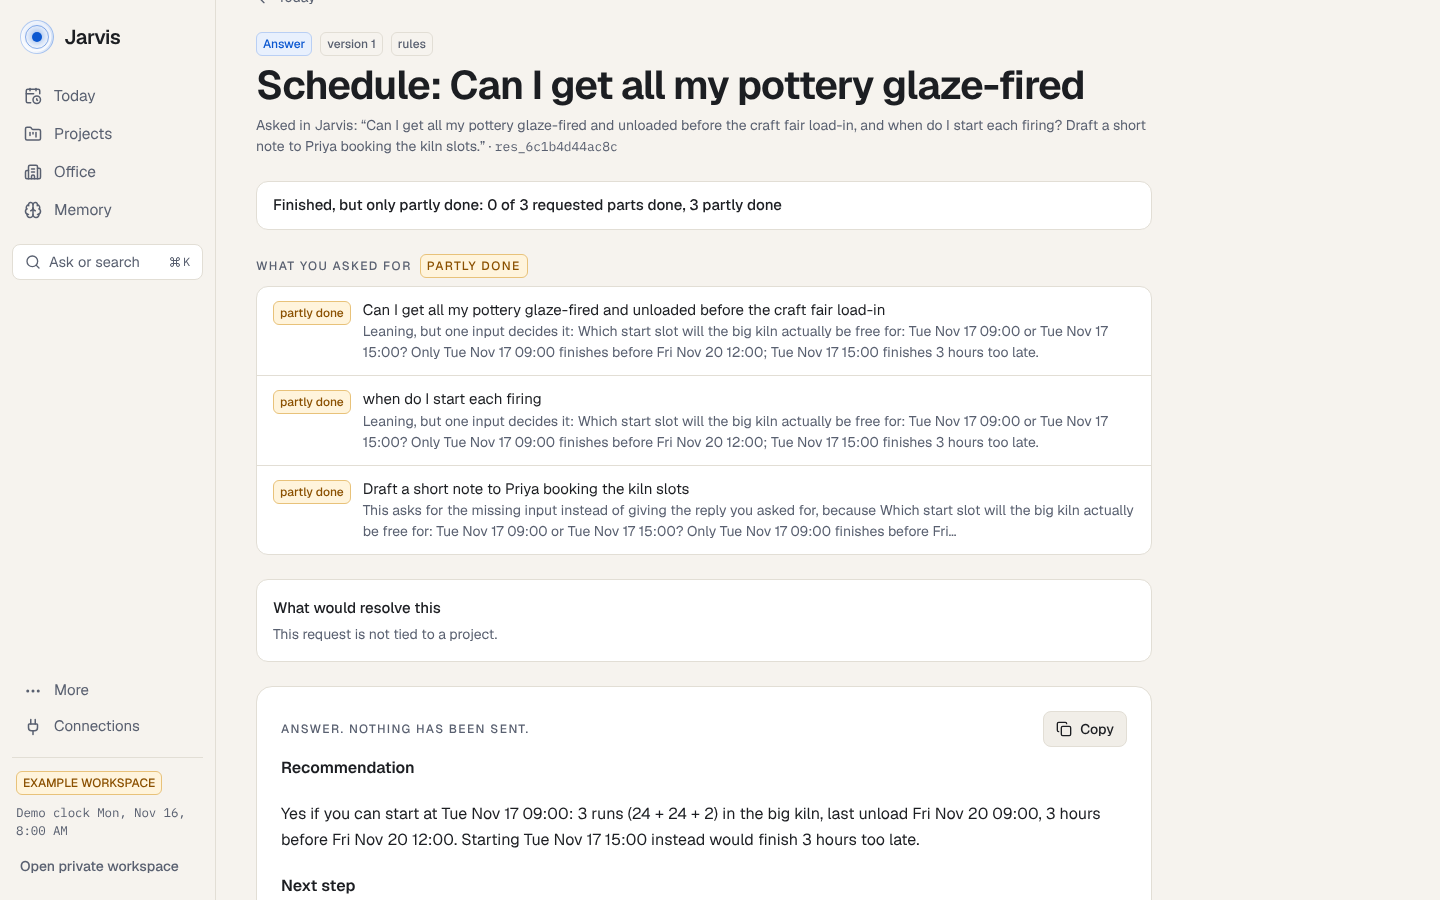 Jarvis
Today
Projects
Office
Memory
Ask or search ⌘K
More
Connections
EXAMPLE WORKSPACE
Demo clock Mon, Nov 16,
8:00 AM
Open private workspace
Today
Answer version 1 rules
Schedule: Can I get all my pottery glaze-fired
Asked in Jarvis: “Can I get all my pottery glaze-fired and unloaded before the craft fair load-in, and when do I start each firing? Draft a short
note to Priya booking the kiln slots.” · res_6c1b4d44ac8c
Finished, but only partly done: 0 of 3 requested parts done, 3 partly done
WHAT YOU ASKED FOR PARTLY DONE
partly done Can I get all my pottery glaze-fired and unloaded before the craft fair load-in
Leaning, but one input decides it: Which start slot will the big kiln actually be free for: Tue Nov 17 09:00 or Tue Nov 17
15:00? Only Tue Nov 17 09:00 finishes before Fri Nov 20 12:00; Tue Nov 17 15:00 finishes 3 hours too late.
partly done when do I start each firing
Leaning, but one input decides it: Which start slot will the big kiln actually be free for: Tue Nov 17 09:00 or Tue Nov 17
15:00? Only Tue Nov 17 09:00 finishes before Fri Nov 20 12:00; Tue Nov 17 15:00 finishes 3 hours too late.
partly done Draft a short note to Priya booking the kiln slots
This asks for the missing input instead of giving the reply you asked for, because Which start slot will the big kiln actually
be free for: Tue Nov 17 09:00 or Tue Nov 17 15:00? Only Tue Nov 17 09:00 finishes before Fri…
What would resolve this
This request is not tied to a project.
ANSWER. NOTHING HAS BEEN SENT.
Copy
Recommendation
Yes if you can start at Tue Nov 17 09:00: 3 runs (24 + 24 + 2) in the big kiln, last unload Fri Nov 20 09:00, 3 hours
before Fri Nov 20 12:00. Starting Tue Nov 17 15:00 instead would finish 3 hours too late.
Next step